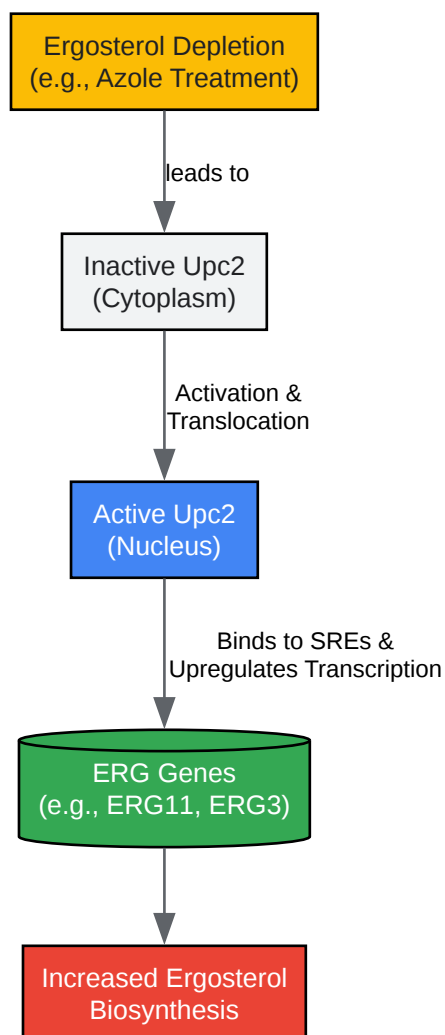 Ergosterol Depletion
(e.g., Azole Treatment)
leads to
Inactive Upc2
(Cytoplasm)
Activation &
Translocation
Active Upc2
(Nucleus)
Binds to SREs &
Upregulates Transcription
ERG Genes
(e.g., ERG11, ERG3)
Increased Ergosterol
Biosynthesis